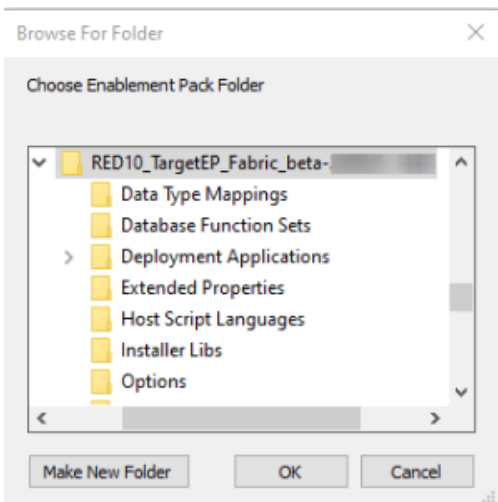 Browse For Folder
Choose Enablement Pack Folder
RED10_TargetEP_Fabric_beta-
Data Type Mappings
Database Function Sets
Deployment Applications
Extended Properties
Host Script Languages
Installer Libs
Options
Make New Folder
OK
Cancel